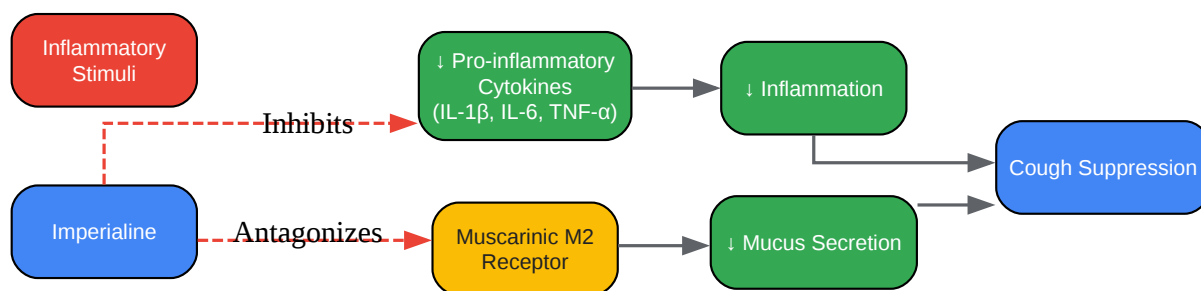 Inflammatory
Stimuli
↓ Pro-inflammatory
Cytokines
(IL-1β, IL-6, TNF-α)
↓ Inflammation
Inhibits
Cough Suppression
Imperialine
Antagonizes
Muscarinic M2
Receptor
↓ Mucus Secretion